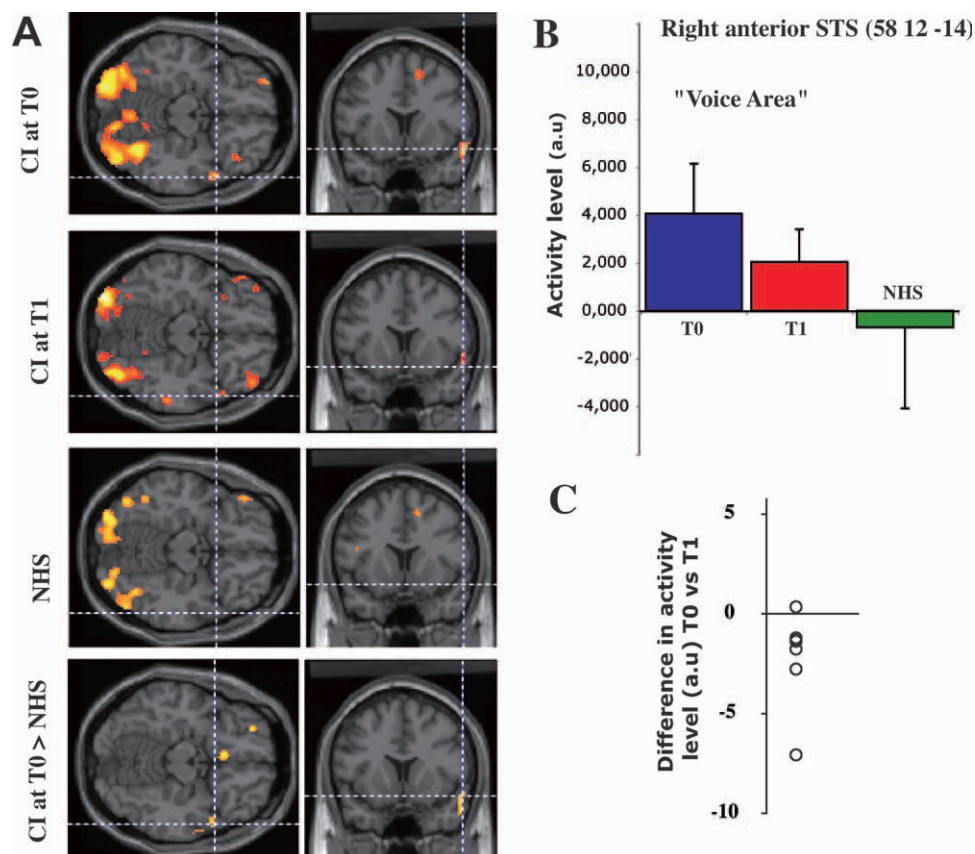 A
CI at T0
CI at T1
NHS
CI at T0 > NHS
B
Right anterior STS (58 12 -14)
"Voice Area"
Activity level (a.u)
10,000
8,000
6,000
4,000
2,000
0,000
-2,000
-4,000
T0
T1
NHS
C
Difference in activity
level (a.u) T0 vs T1
5
0
-5
-10